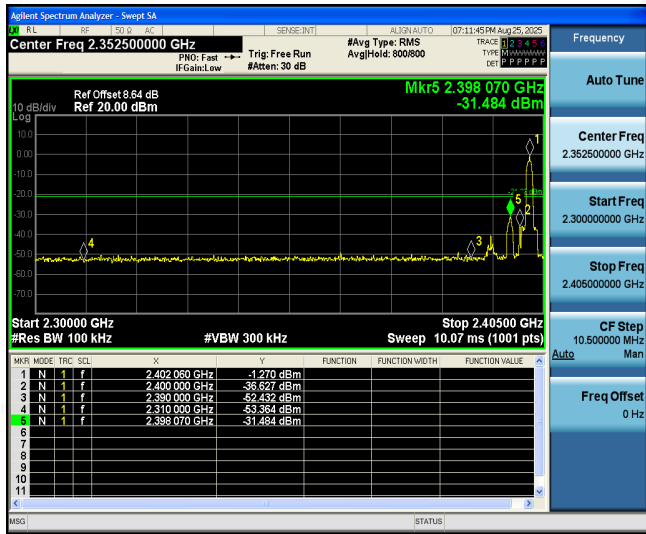 Agilent Spectrum Analyzer - Swept SA
LXI RL RF 50 Ω AC SENSE:INT ALIGN AUTO 07:11:45 PM Aug 25, 2025
Center Freq 2.352500000 GHz
PNO: Fast
IFGain:Low
Trig: Free Run
#Atten: 30 dB
#Avg Type: RMS
Avg|Hold: 800/800
TRACE 1 2 3 4 5 6
TYPE M
DET P P P P P P
Mkr5 2.398 070 GHz
-31.484 dBm
Ref Offset 8.64 dB
Ref 20.00 dBm
10 dB/div
Log
10.0
0.00
-10.0
-20.0
-30.0
-40.0
-50.0
-60.0
-70.0
1
5
2
3
4
Start 2.30000 GHz
Stop 2.40500 GHz
#Res BW 100 kHz
#VBW 300 kHz
Sweep 10.07 ms (1001 pts)
MKR MODE TRC SCL X Y FUNCTION FUNCTION WIDTH FUNCTION VALUE
1 N 1 f 2.402 060 GHz -1.270 dBm
2 N 1 f 2.400 000 GHz -36.627 dBm
3 N 1 f 2.390 000 GHz -52.432 dBm
4 N 1 f 2.310 000 GHz -53.364 dBm
5 N 1 f 2.398 070 GHz -31.484 dBm
6
7
8
9
10
11
MSG
STATUS
Frequency
Auto Tune
Center Freq
2.352500000 GHz
Start Freq
2.300000000 GHz
Stop Freq
2.405000000 GHz
CF Step
10.500000 MHz
Auto Man
Freq Offset
0 Hz